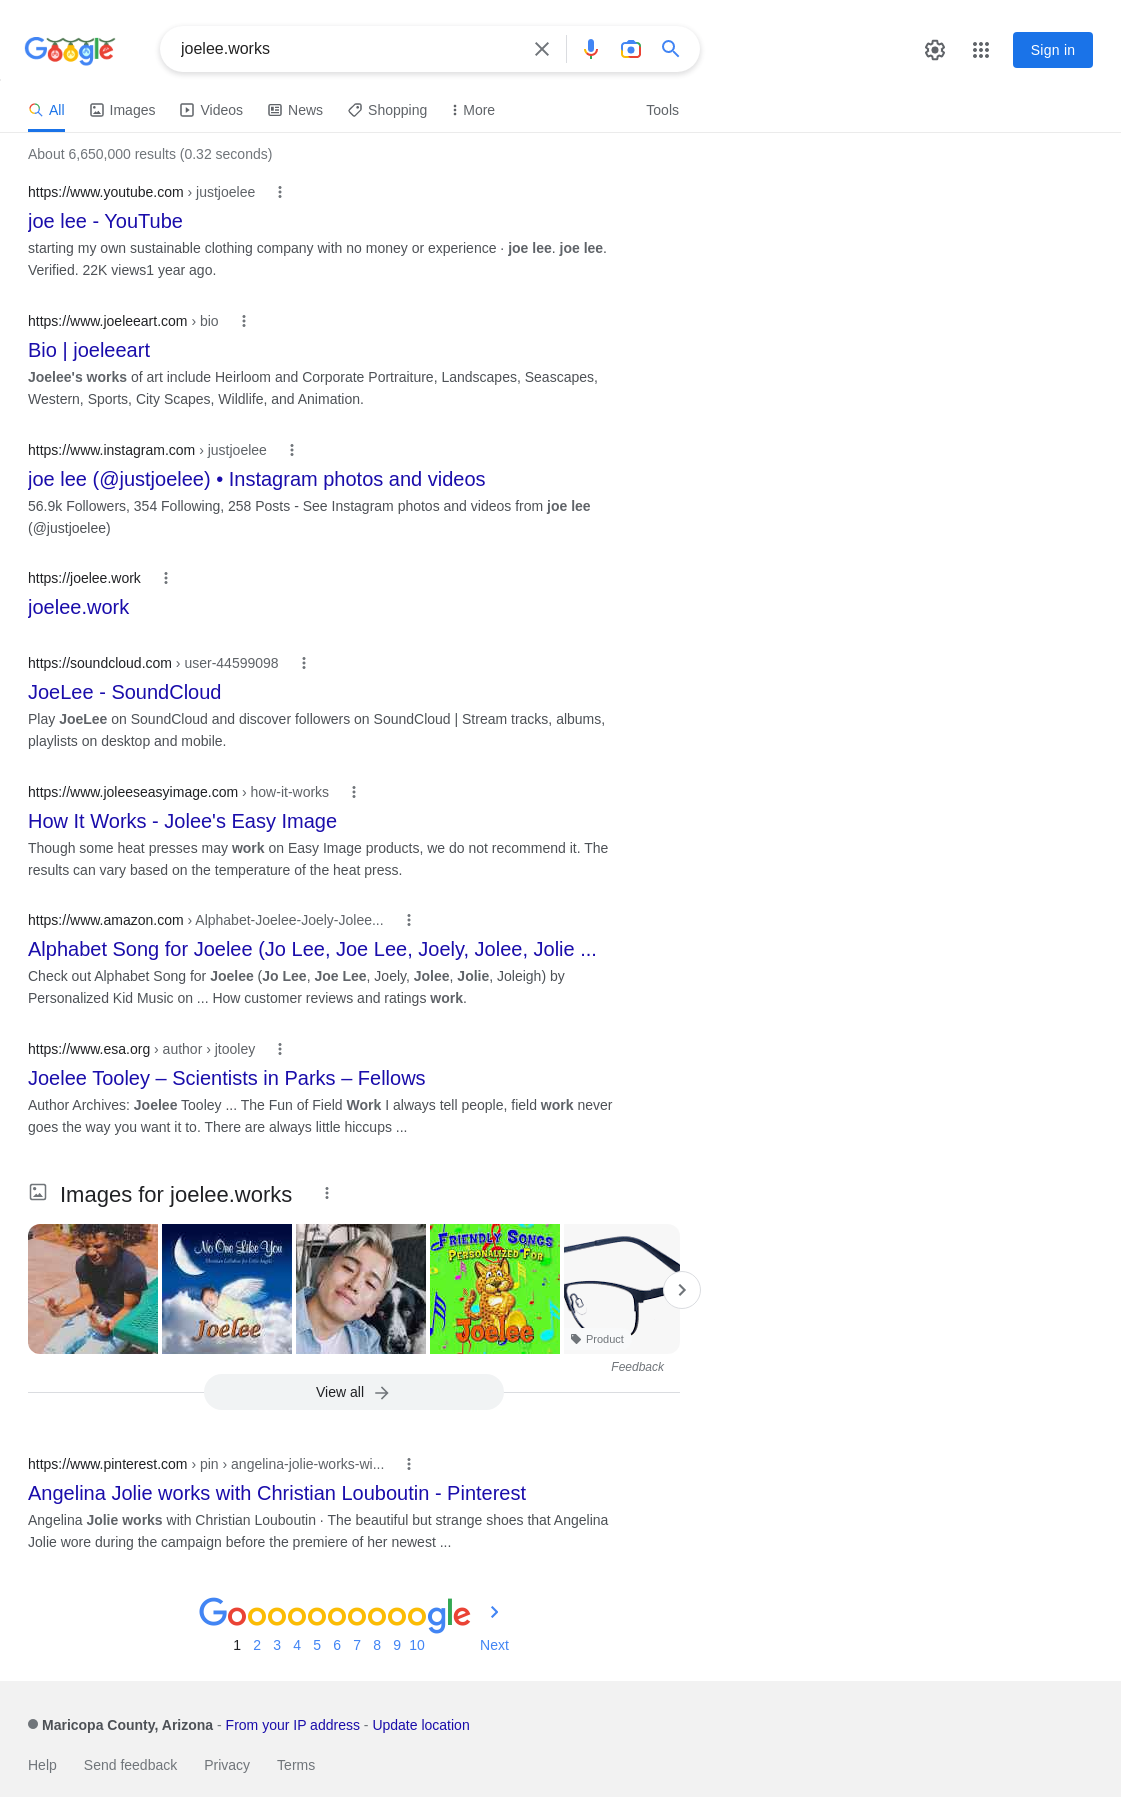 Google
joelee.works
Sign in
All
Images
Videos
News
Shopping
More
Tools
About 6,650,000 results (0.32 seconds)
https://www.youtube.com › justjoelee
joe lee - YouTube
starting my own sustainable clothing company with no money or experience · joe lee. joe lee.
Verified. 22K views1 year ago.
https://www.joeleeart.com › bio
Bio | joeleeart
Joelee's works of art include Heirloom and Corporate Portraiture, Landscapes, Seascapes,
Western, Sports, City Scapes, Wildlife, and Animation.
https://www.instagram.com › justjoelee
joe lee (@justjoelee) • Instagram photos and videos
56.9k Followers, 354 Following, 258 Posts - See Instagram photos and videos from joe lee
(@justjoelee)
https://joelee.work
joelee.work
https://soundcloud.com › user-44599098
JoeLee - SoundCloud
Play JoeLee on SoundCloud and discover followers on SoundCloud | Stream tracks, albums,
playlists on desktop and mobile.
https://www.joleeseasyimage.com › how-it-works
How It Works - Jolee's Easy Image
Though some heat presses may work on Easy Image products, we do not recommend it. The
results can vary based on the temperature of the heat press.
https://www.amazon.com › Alphabet-Joelee-Joely-Jolee...
Alphabet Song for Joelee (Jo Lee, Joe Lee, Joely, Jolee, Jolie ...
Check out Alphabet Song for Joelee (Jo Lee, Joe Lee, Joely, Jolee, Jolie, Joleigh) by
Personalized Kid Music on ... How customer reviews and ratings work.
https://www.esa.org › author › jtooley
Joelee Tooley – Scientists in Parks – Fellows
Author Archives: Joelee Tooley ... The Fun of Field Work I always tell people, field work never
goes the way you want it to. There are always little hiccups ...
Images for joelee.works
No One Like You
Christian Lullabies for Little Angels
Joelee
FRIENDLY SONGS
PERSONALIZED FOR
Joelee
Product
Feedback
View all
https://www.pinterest.com › pin › angelina-jolie-works-wi...
Angelina Jolie works with Christian Louboutin - Pinterest
Angelina Jolie works with Christian Louboutin · The beautiful but strange shoes that Angelina
Jolie wore during the campaign before the premiere of her newest ...
Goooooooooogle
1 2 3 4 5 6 7 8 9 10 Next
Maricopa County, Arizona - From your IP address - Update location
Help
Send feedback
Privacy
Terms